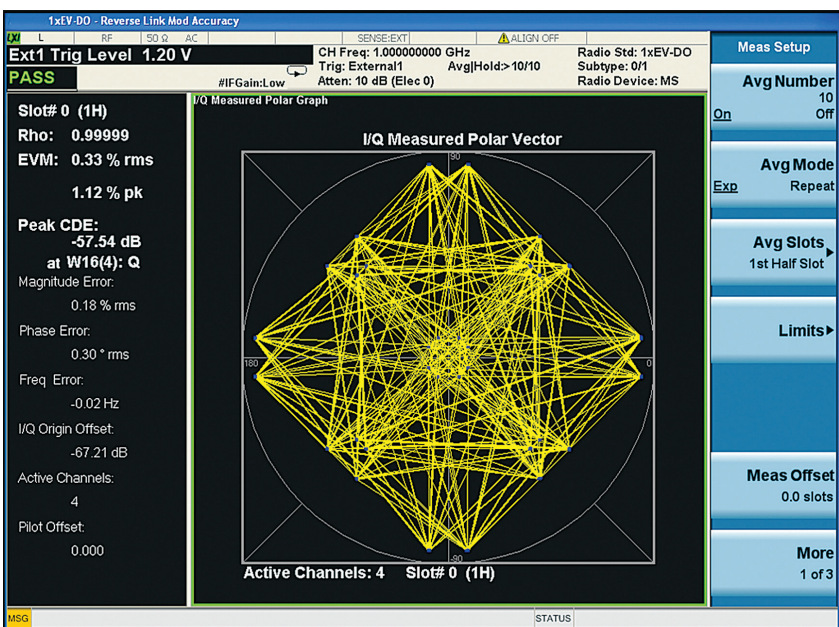 1xEV-DO - Reverse Link Mod Accuracy
LXI L RF 50 Ω AC SENSE:EXT ALIGN OFF
Ext1 Trig Level 1.20 V
PASS
#IFGain:Low
CH Freq: 1.000000000 GHz
Trig: External1 Avg|Hold:> 10/10
Atten: 10 dB (Elec 0)
Radio Std: 1xEV-DO
Subtype: 0/1
Radio Device: MS
Slot# 0 (1H)
Rho: 0.99999
EVM: 0.33 % rms
1.12 % pk
Peak CDE:
-57.54 dB
at W16(4): Q
Magnitude Error:
0.18 % rms
Phase Error:
0.30 ° rms
Freq Error:
-0.02 Hz
I/Q Origin Offset:
-67.21 dB
Active Channels:
4
Pilot Offset:
0.000
I/Q Measured Polar Graph
I/Q Measured Polar Vector
90
180
0
-90
Active Channels: 4 Slot# 0 (1H)
Meas Setup
Avg Number
10
On Off
Avg Mode
Exp Repeat
Avg Slots
1st Half Slot
Limits
Meas Offset
0.0 slots
More
1 of 3
MSG
STATUS